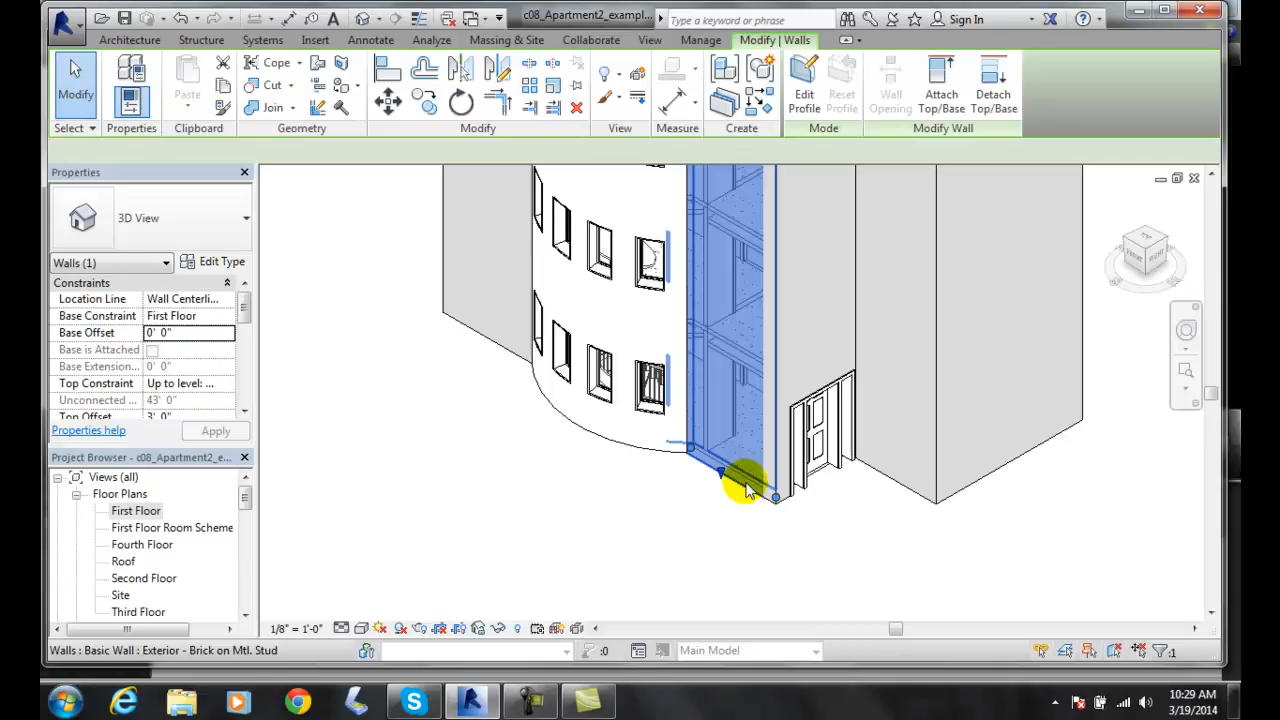 c08_Apartment2_exampl...
Type a keyword or phrase
Sign In
Architecture Structure Systems Insert Annotate Analyze Massing & Site Collaborate View Manage Modify | Walls
Modify
Paste
Cope
Cut
Join
Edit Profile
Reset Profile
Wall Opening
Attach Top/Base
Detach Top/Base
Select Properties Clipboard Geometry Modify View Measure Create Mode Modify Wall
Properties
3D View
Walls (1) Edit Type
Constraints
Location Line Wall Centerli...
Base Constraint First Floor
Base Offset 0' 0"
Base is Attached
Base Extension... 0' 0"
Top Constraint Up to level: ...
Unconnected ... 43' 0"
Top Offset 3' 0"
Properties help Apply
Project Browser - c08_Apartment2_e...
Views (all)
Floor Plans
First Floor
First Floor Room Scheme
Fourth Floor
Roof
Second Floor
Site
Third Floor
TOP
FRONT
RIGHT
1/8" = 1'-0"
Walls : Basic Wall : Exterior - Brick on Mtl. Stud
:0
Main Model
:1
10:29 AM
3/19/2014